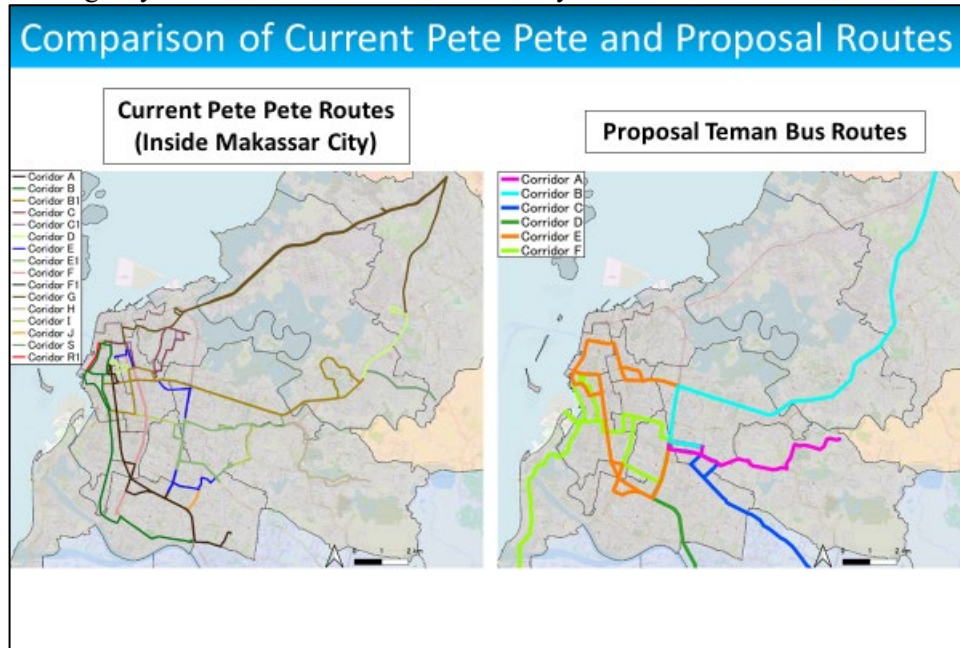 Comparison of Current Pete Pete and Proposal Routes
Current Pete Pete Routes
(Inside Makassar City)
Proposal Teman Bus Routes
Coridor A
Coridor B
Coridor B1
Coridor C
Coridor C1
Coridor D
Coridor E
Coridor E1
Coridor F
Coridor F1
Coridor G
Coridor H
Coridor I
Coridor J
Coridor S
Coridor R1
Corridor A
Corridor B
Corridor C
Corridor D
Corridor E
Corridor F